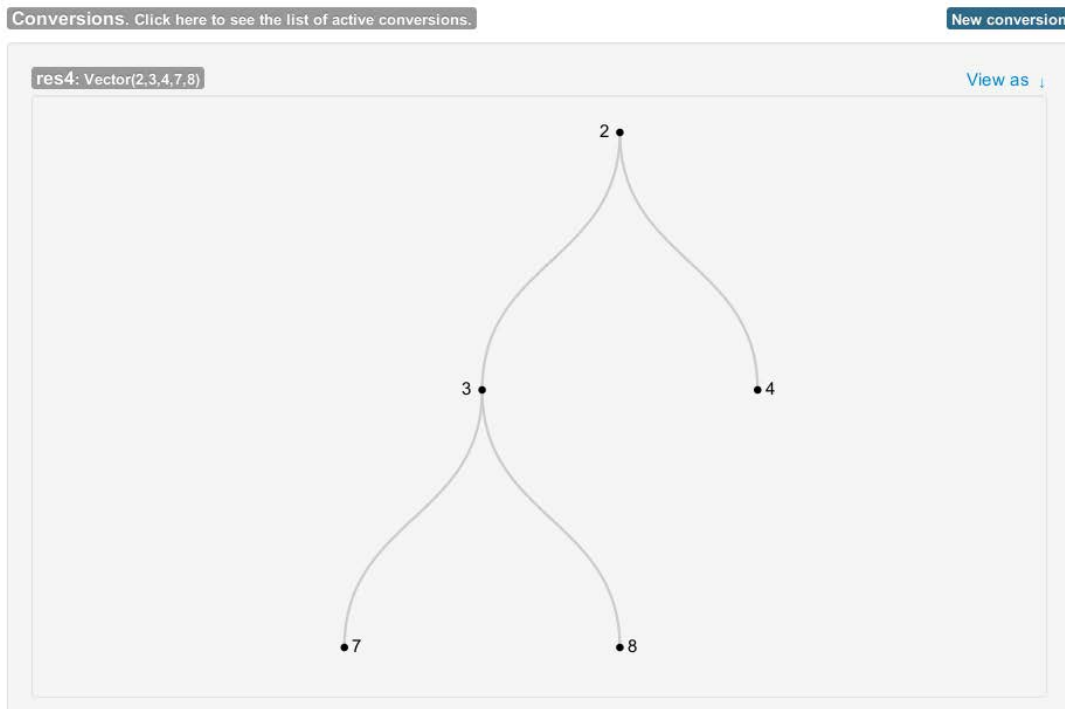 Conversions. Click here to see the list of active conversions.
New conversion
res4: Vector(2,3,4,7,8)
View as ↓
2
3
4
7
8